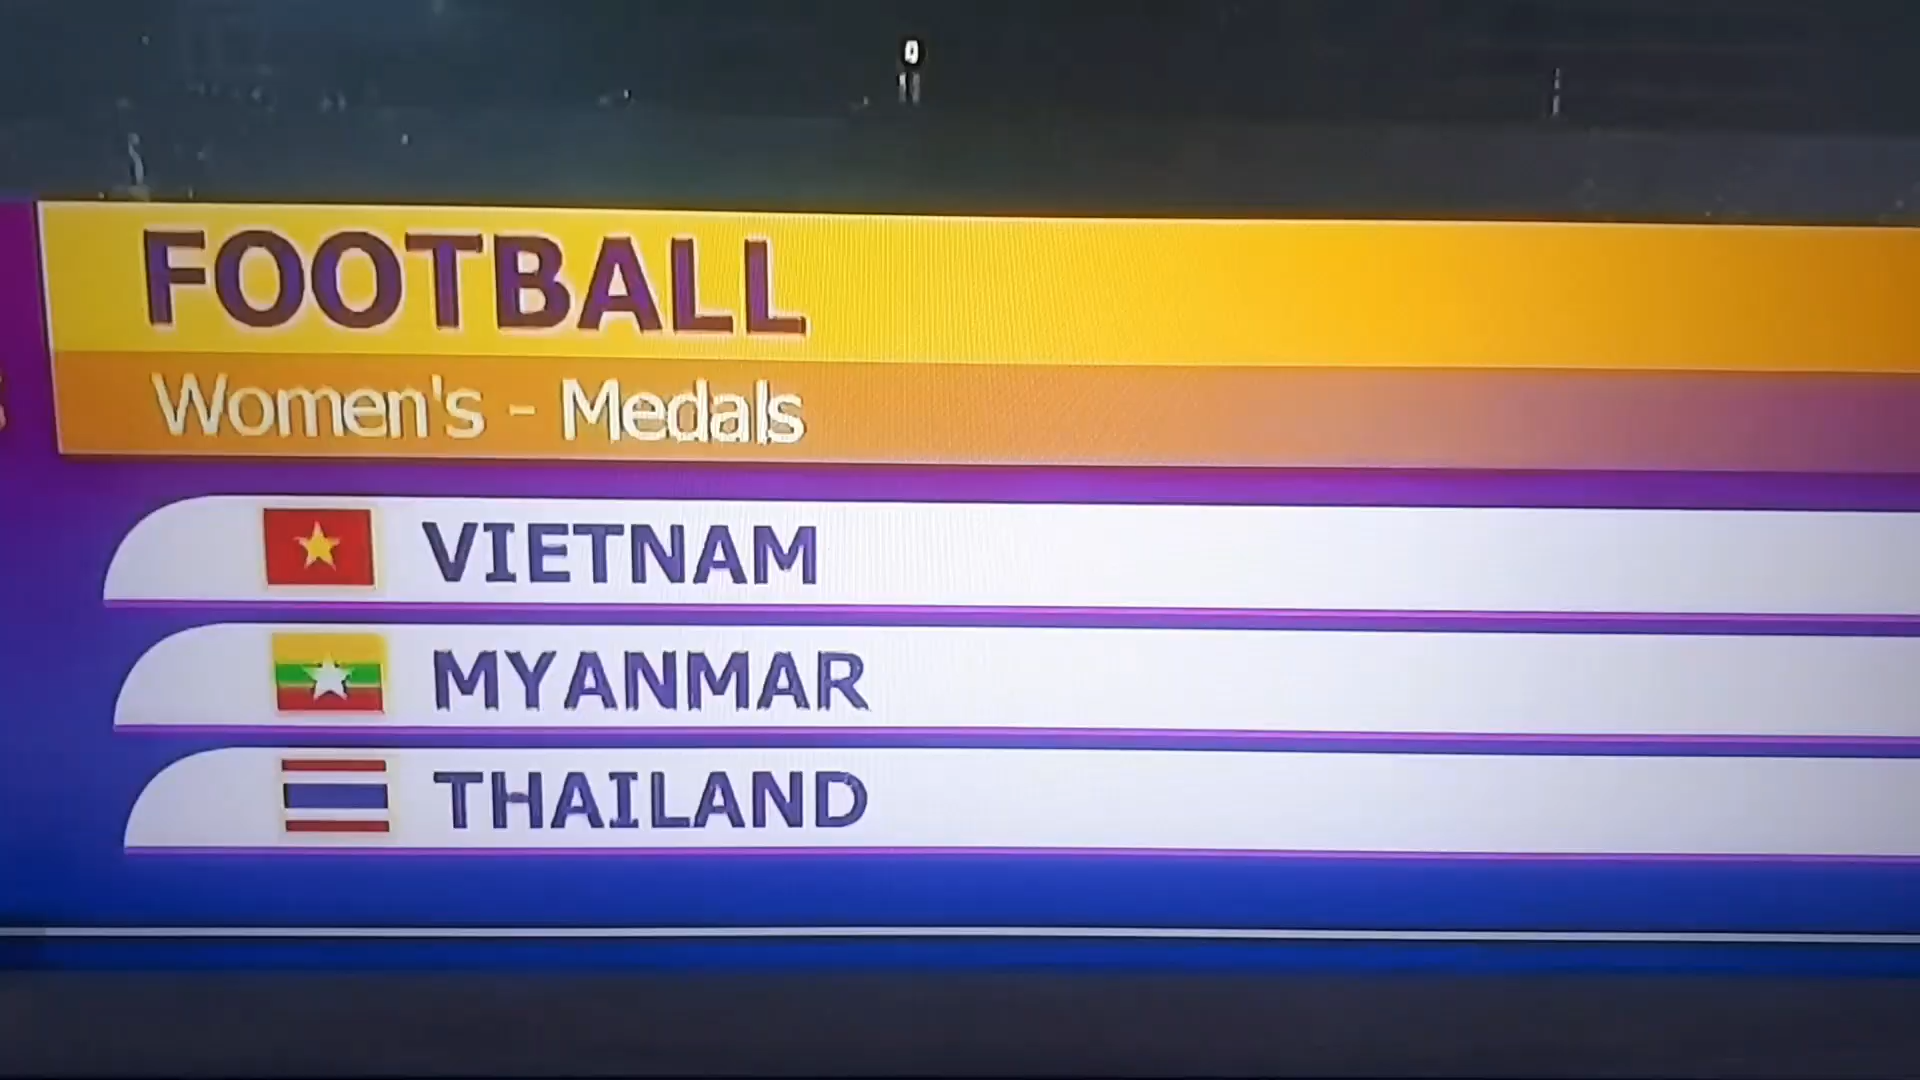 FOOTBALL
Women's - Medals
VIETNAM
MYANMAR
THAILAND